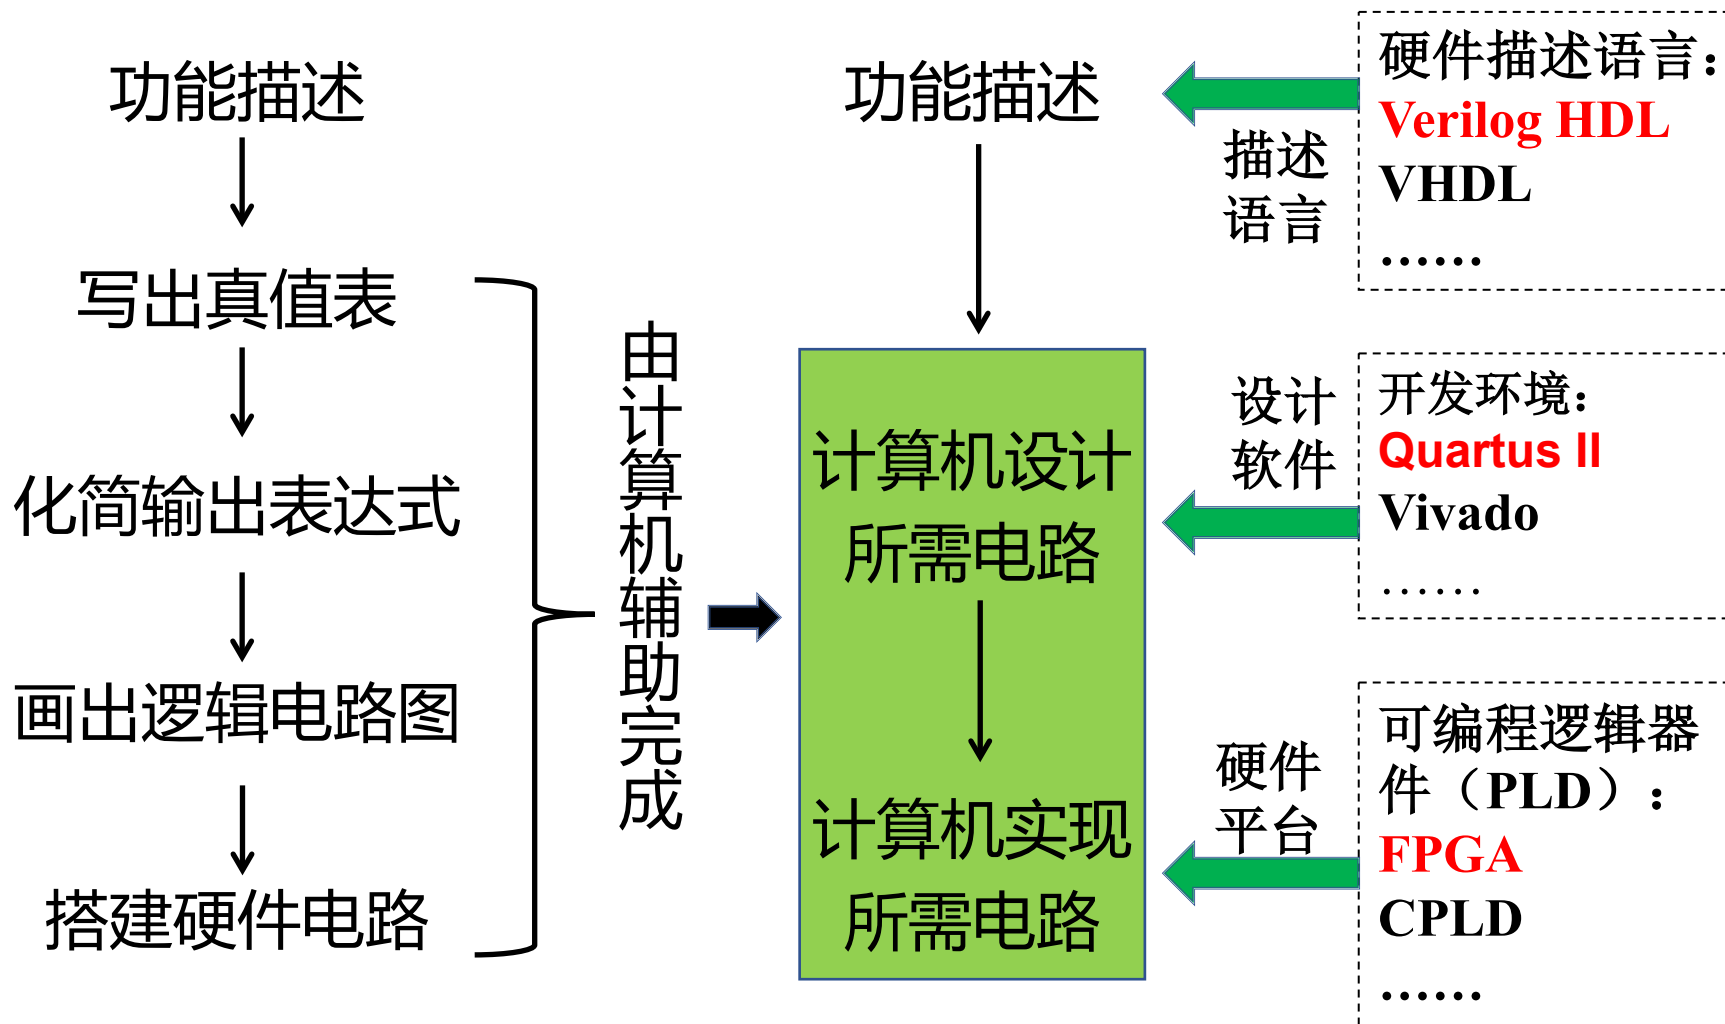 功能描述
写出真值表
化简输出表达式
画出逻辑电路图
搭建硬件电路
由计算机辅助完成
功能描述
计算机设计
所需电路
计算机实现
所需电路
描述
语言
硬件描述语言：
Verilog HDL
VHDL
……
设计
软件
开发环境：
Quartus II
Vivado
……
硬件
平台
可编程逻辑器
件（PLD）：
FPGA
CPLD
……